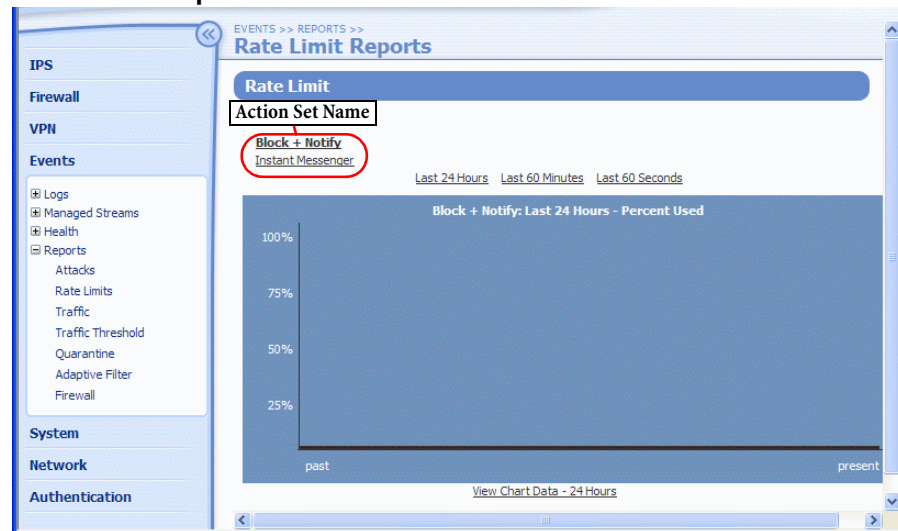 EVENTS >> REPORTS >>
Rate Limit Reports
IPS
Firewall
VPN
Events
Logs
Managed Streams
Health
Reports
Attacks
Rate Limits
Traffic
Traffic Threshold
Quarantine
Adaptive Filter
Firewall
System
Network
Authentication
Rate Limit
Action Set Name
Block + Notify
Instant Messenger
Last 24 Hours Last 60 Minutes Last 60 Seconds
Block + Notify: Last 24 Hours - Percent Used
100%
75%
50%
25%
past present
View Chart Data - 24 Hours